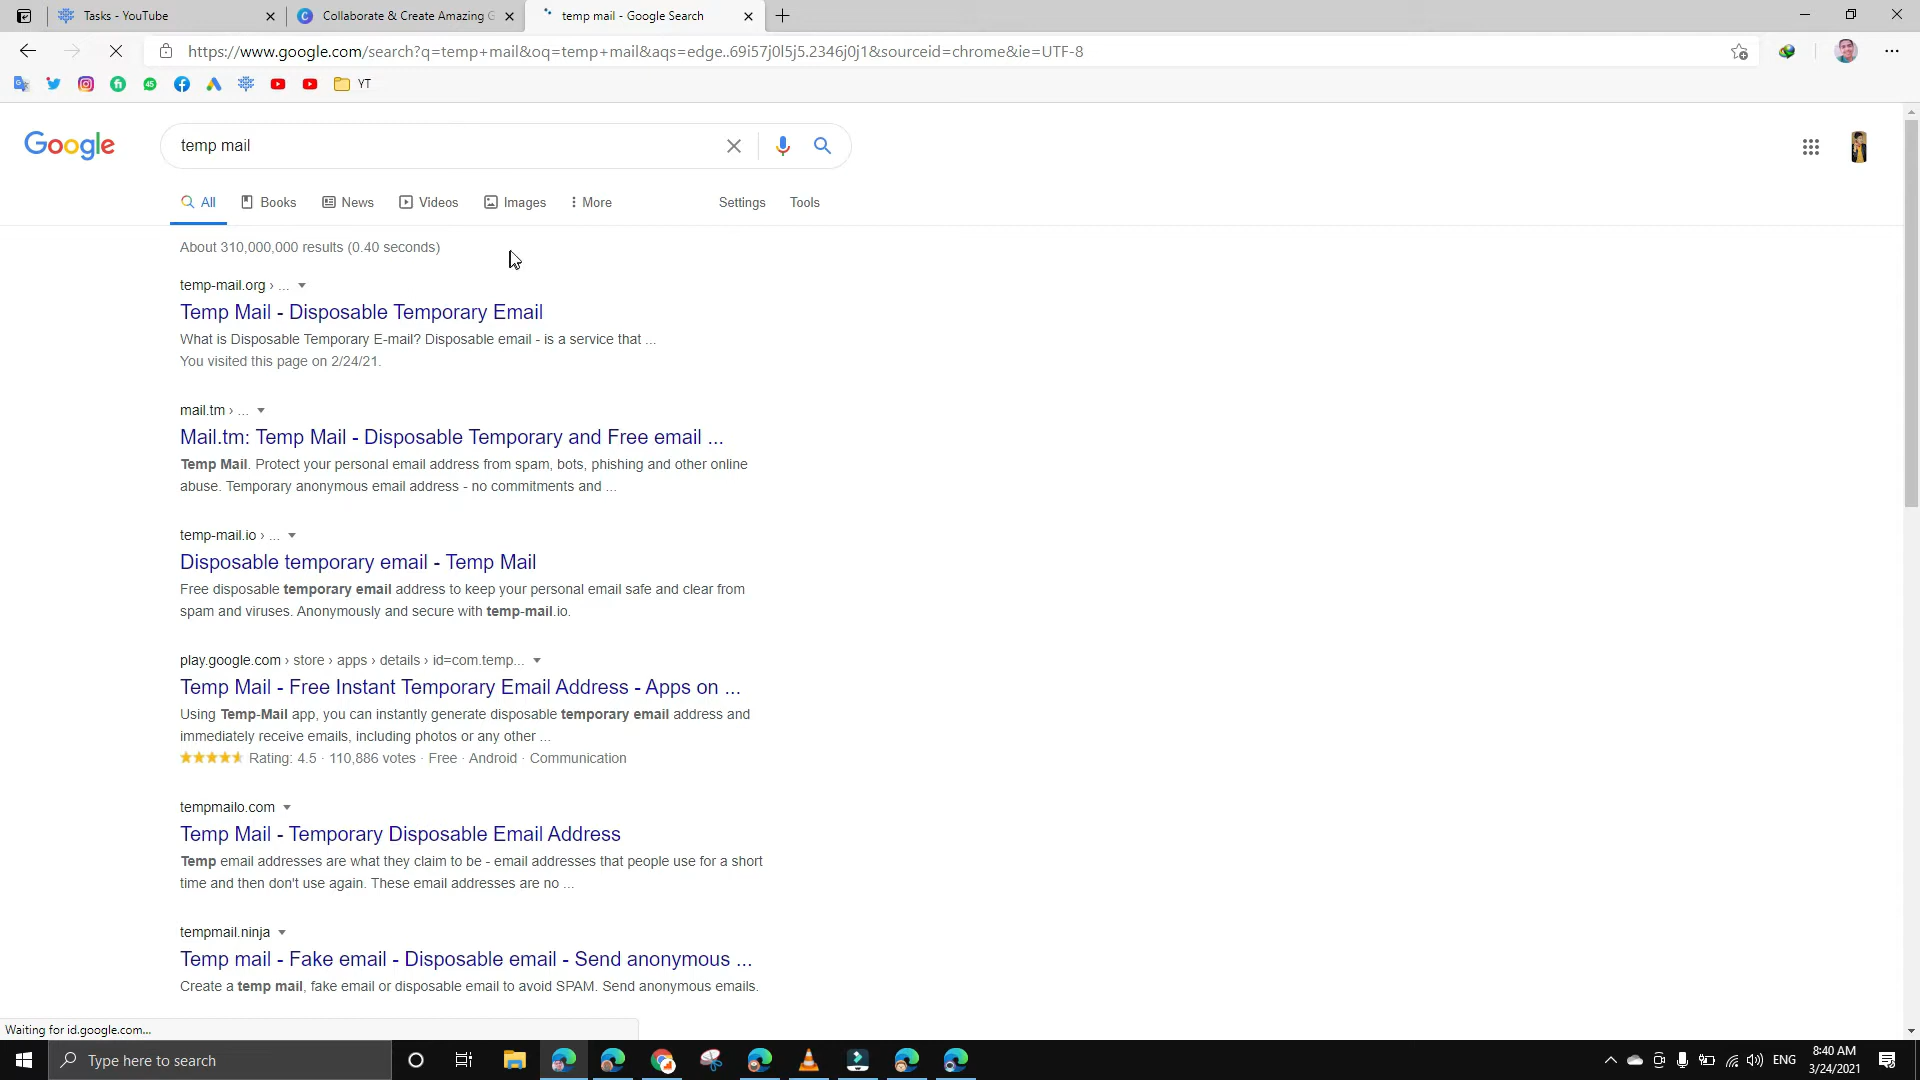 Tasks - YouTube
Collaborate & Create Amazing G
temp mail - Google Search
https://www.google.com/search?q=temp+mail&oq=temp+mail&aqs=edge..69i57j0l5j5.2346j0j1&sourceid=chrome&ie=UTF-8
YT
Google
temp mail
All
Books
News
Videos
Images
More
Settings
Tools
About 310,000,000 results (0.40 seconds)
temp-mail.org › ...
Temp Mail - Disposable Temporary Email
What is Disposable Temporary E-mail? Disposable email - is a service that ...
You visited this page on 2/24/21.
mail.tm › ...
Mail.tm: Temp Mail - Disposable Temporary and Free email ...
Temp Mail. Protect your personal email address from spam, bots, phishing and other online
abuse. Temporary anonymous email address - no commitments and ...
temp-mail.io › ...
Disposable temporary email - Temp Mail
Free disposable temporary email address to keep your personal email safe and clear from
spam and viruses. Anonymously and secure with temp-mail.io.
play.google.com › store › apps › details › id=com.temp...
Temp Mail - Free Instant Temporary Email Address - Apps on ...
Using Temp-Mail app, you can instantly generate disposable temporary email address and
immediately receive emails, including photos or any other ...
Rating: 4.5 · 110,886 votes · Free · Android · Communication
tempmailo.com
Temp Mail - Temporary Disposable Email Address
Temp email addresses are what they claim to be - email addresses that people use for a short
time and then don't use again. These email addresses are no ...
tempmail.ninja
Temp mail - Fake email - Disposable email - Send anonymous ...
Create a temp mail, fake email or disposable email to avoid SPAM. Send anonymous emails.
Waiting for id.google.com...
Type here to search
ENG
8:40 AM
3/24/2021